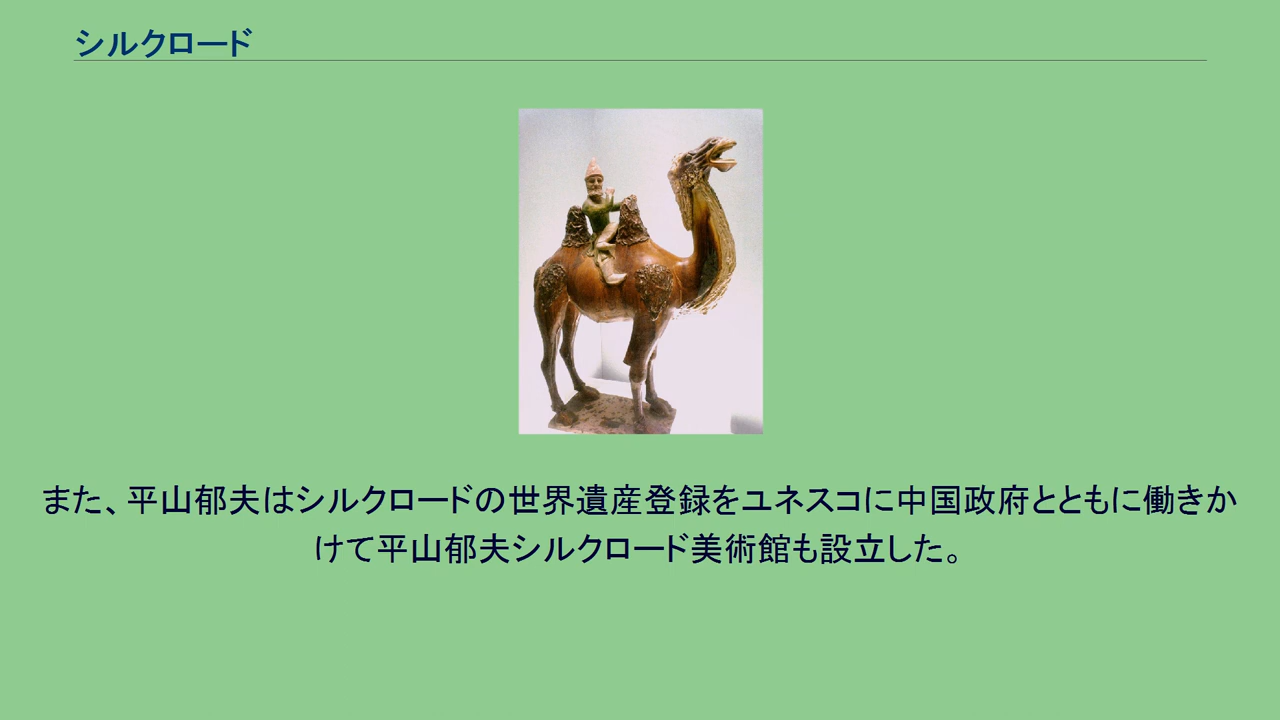 シルクロード
また、平山郁夫はシルクロードの世界遺産登録をユネスコに中国政府とともに働きか
けて平山郁夫シルクロード美術館も設立した。